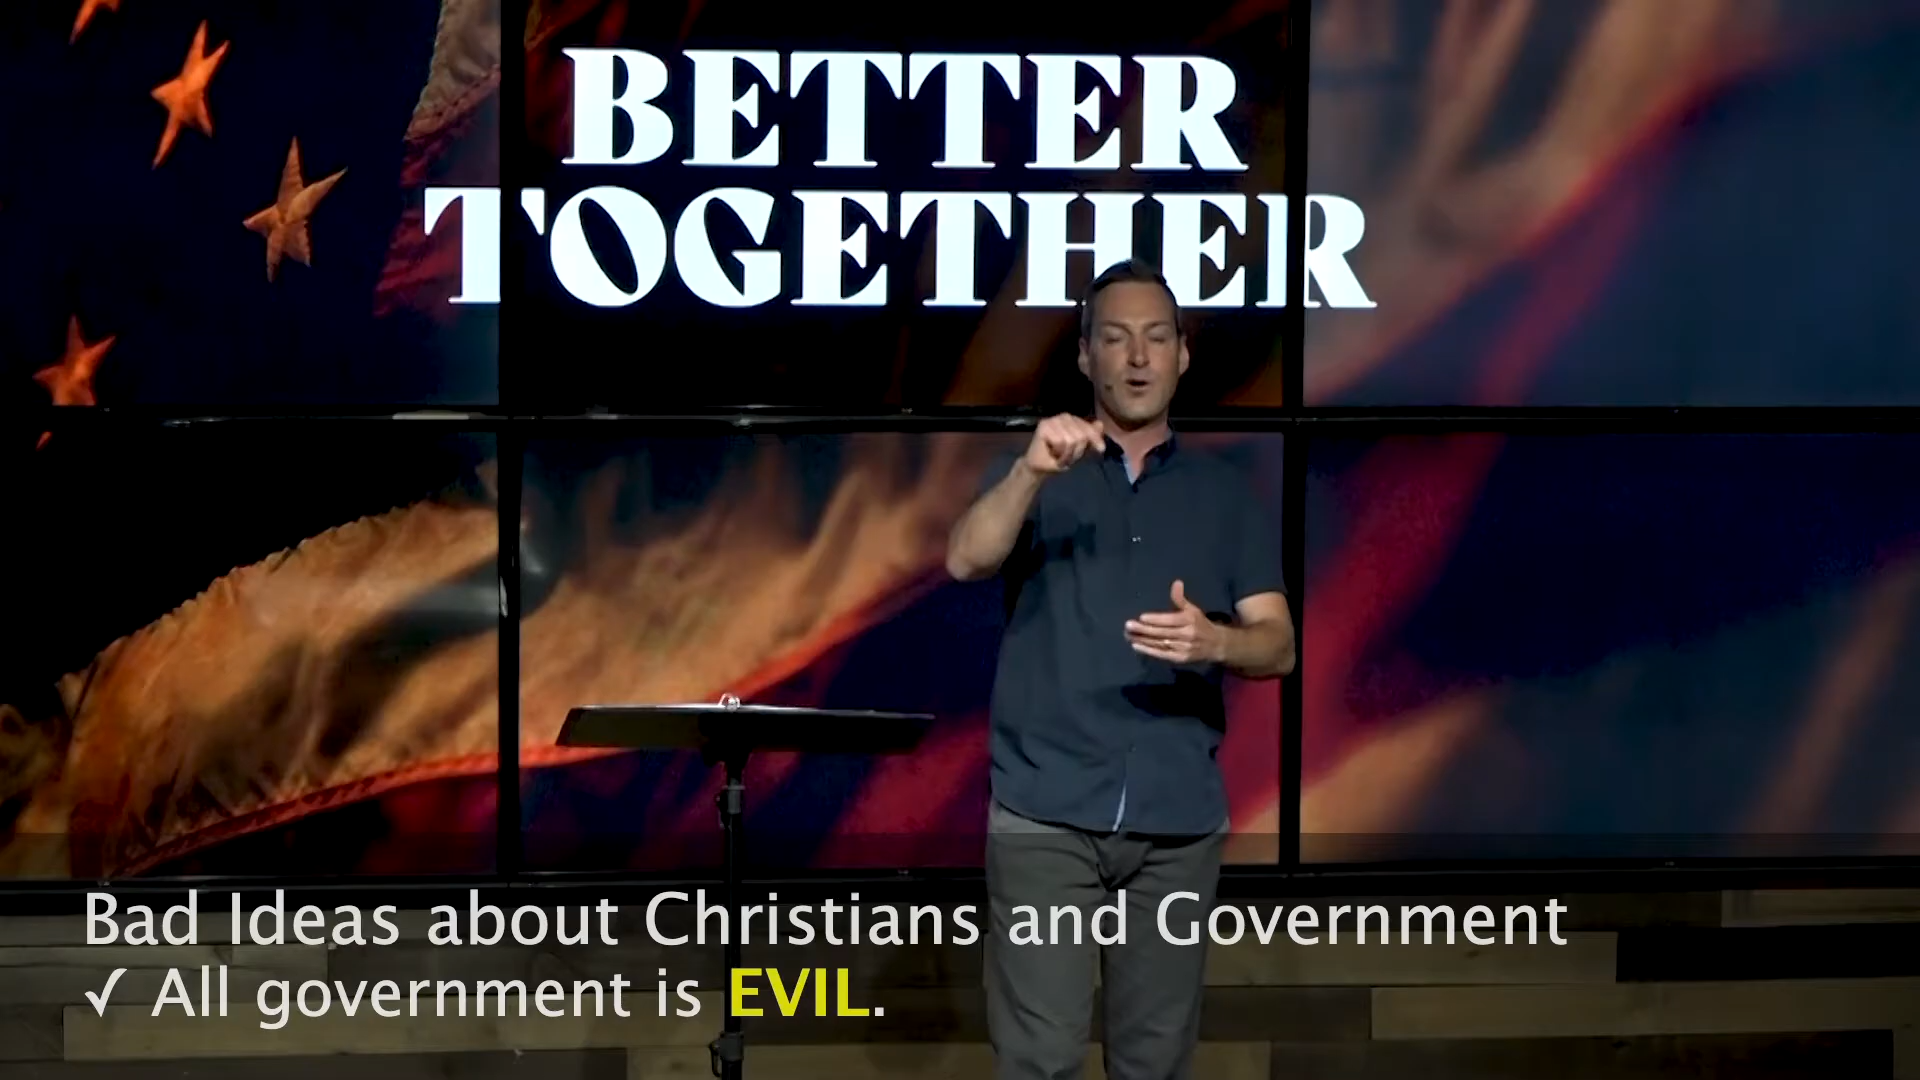 BETTER
TOGETHER
Bad Ideas about Christians and Government
✓ All government is EVIL.